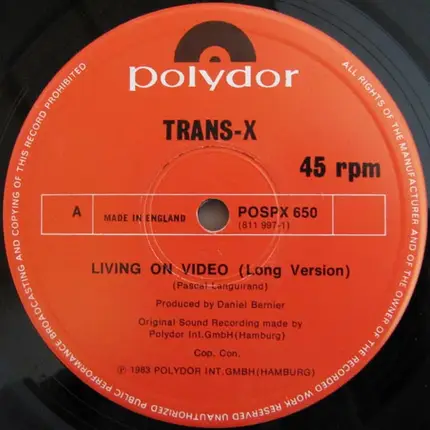 polydor
TRANS-X
45 rpm
A
MADE IN ENGLAND
POSPX 650
(811 997-1)
LIVING ON VIDEO (Long Version)
(Pascal Languirand)
Produced by Daniel Bernier
Original Sound Recording made by
Polydor Int.GmbH(Hamburg)
Cop. Con.
℗ 1983 POLYDOR INT.GMBH(HAMBURG)
ALL RIGHTS OF THE MANUFACTURER AND OF THE OWNER OF THE RECORDED WORK RESERVED UNAUTHORIZED PUBLIC PERFORMANCE BROADCASTING AND COPYING OF THIS RECORD PROHIBITED